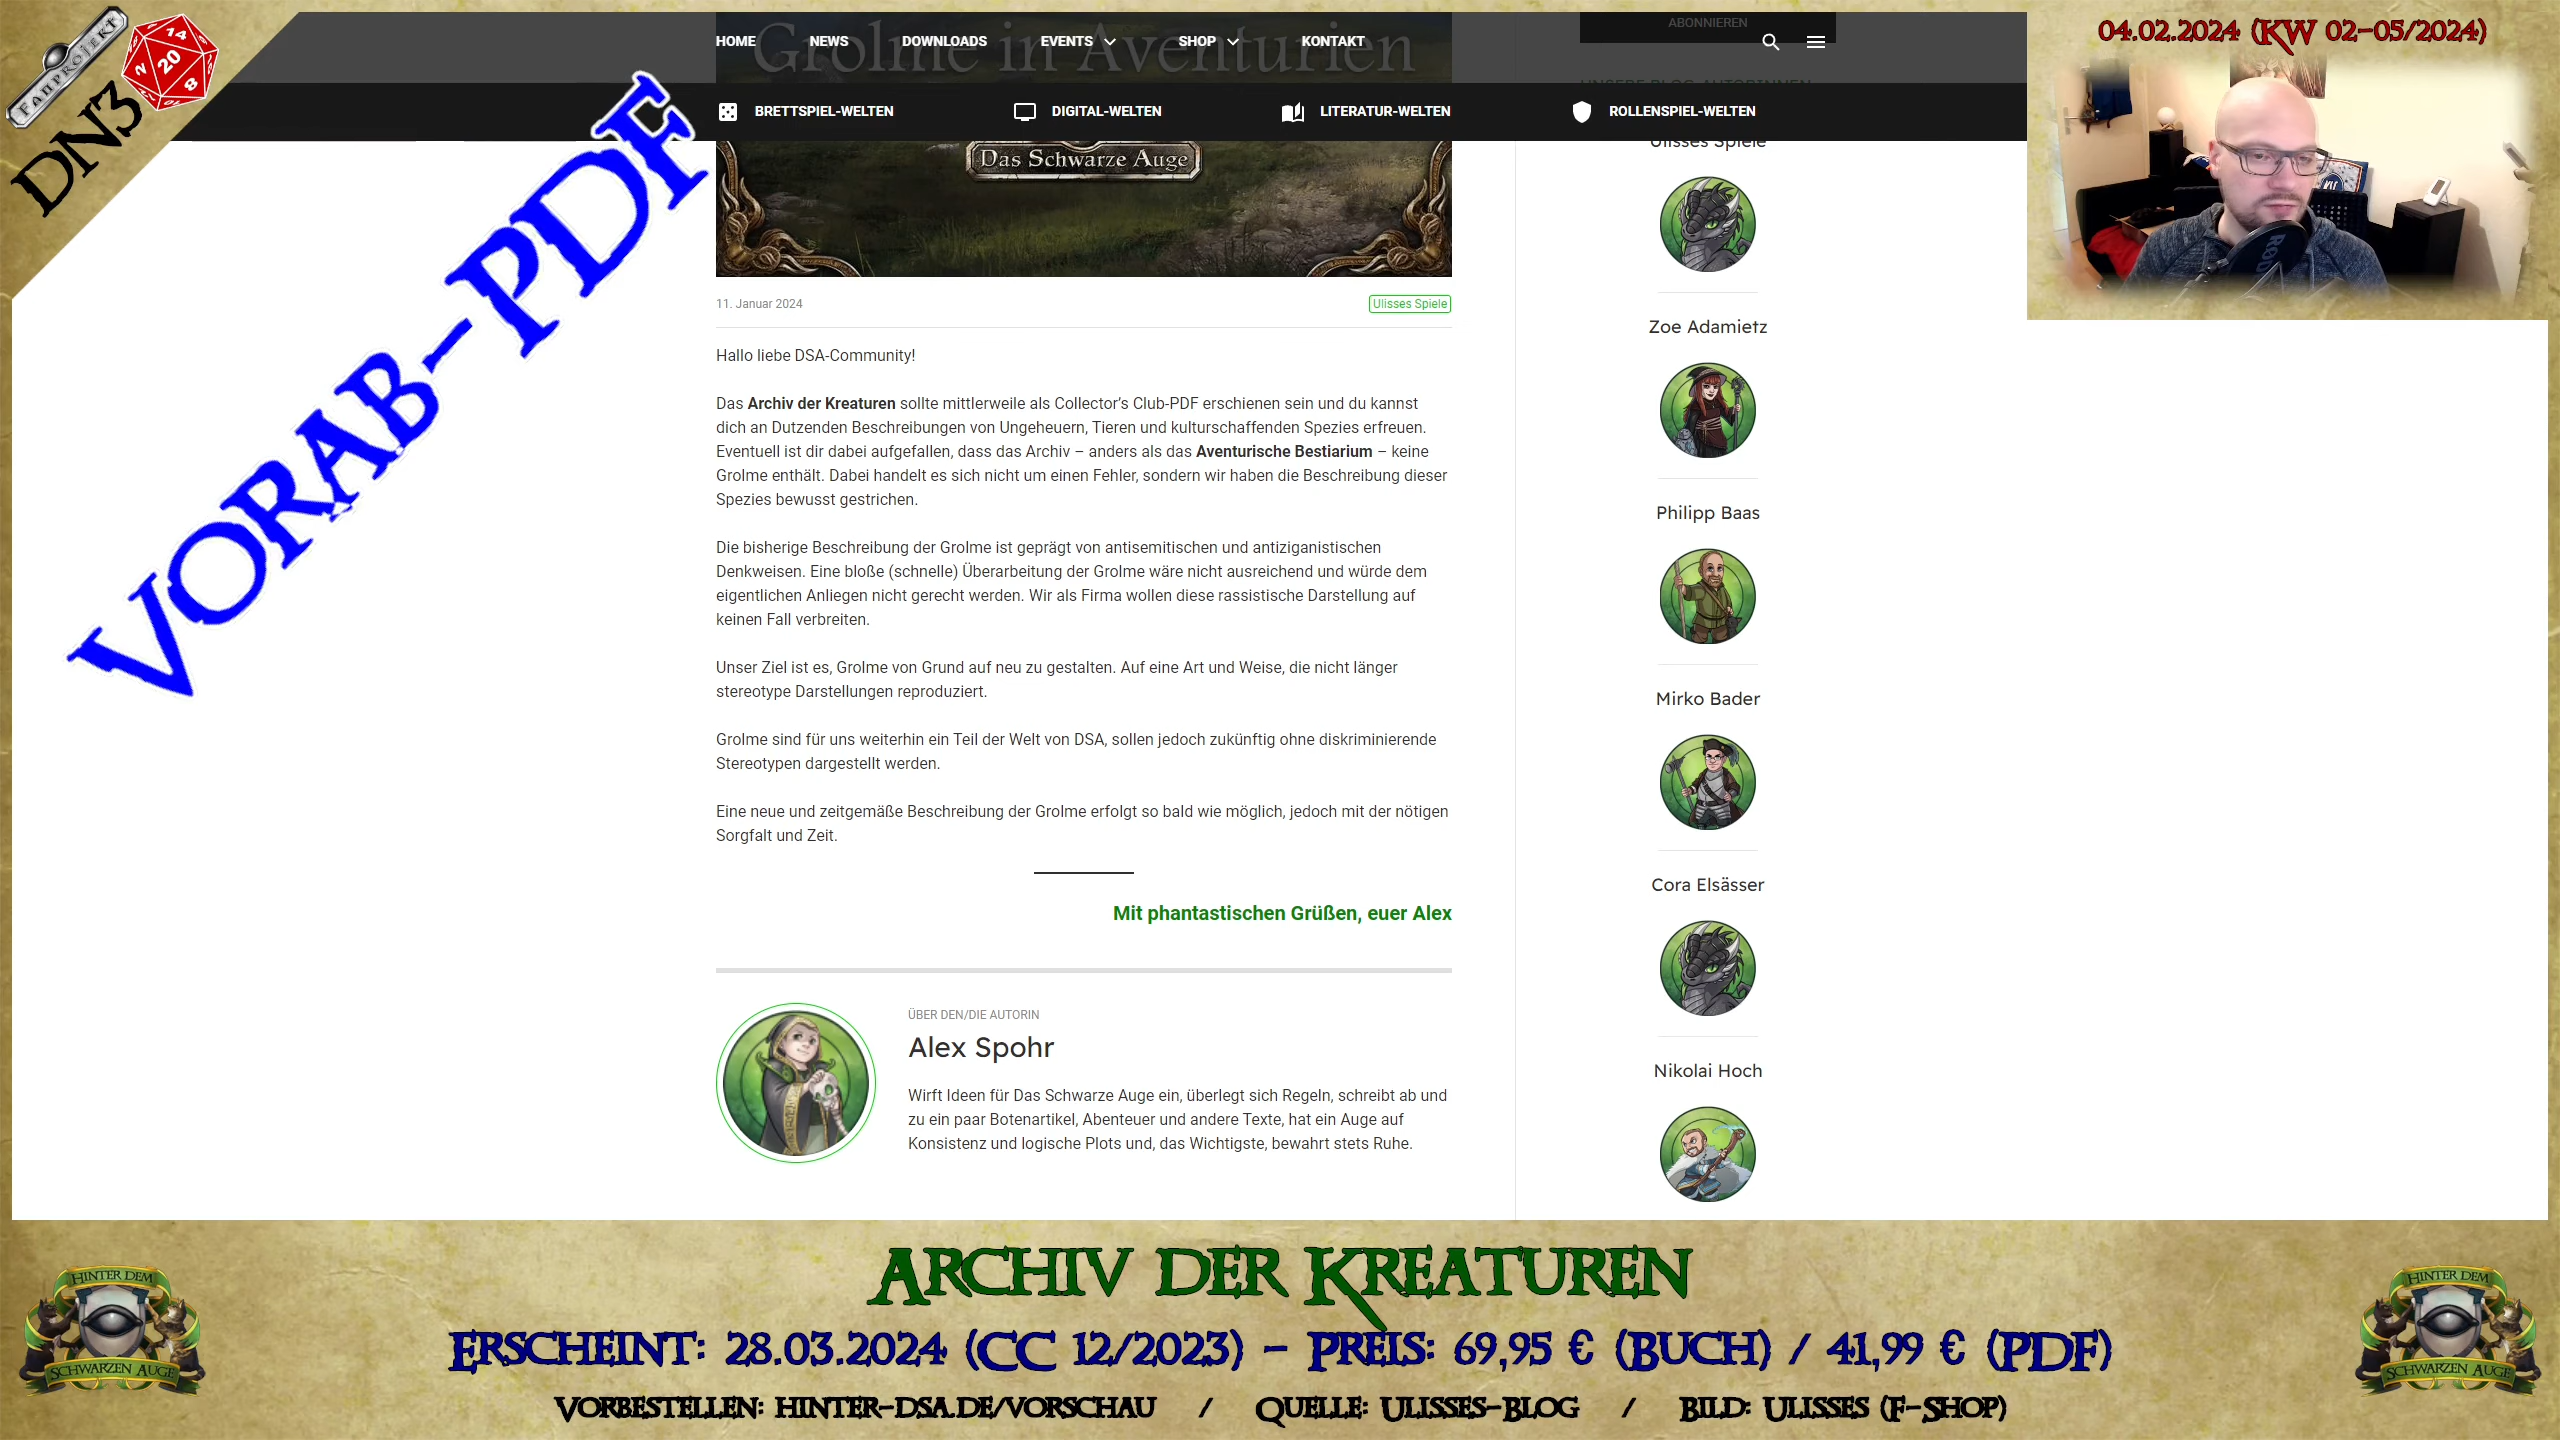 FANPROJEKT
14
20
2
8
DN3
HOME NEWS DOWNLOADS EVENTS SHOP KONTAKT
ABONNIEREN
04.02.2024 (KW 02-05/2024)
Grolme in Aventurien
BRETTSPIEL-WELTEN DIGITAL-WELTEN LITERATUR-WELTEN ROLLENSPIEL-WELTEN
VORAB-PDF
Das Schwarze Auge
11. Januar 2024
Ulisses Spiele
Hallo liebe DSA-Community!
Das Archiv der Kreaturen sollte mittlerweile als Collector's Club-PDF erschienen sein und du kannst
dich an Dutzenden Beschreibungen von Ungeheuern, Tieren und kulturschaffenden Spezies erfreuen.
Eventuell ist dir dabei aufgefallen, dass das Archiv – anders als das Aventurische Bestiarium – keine
Grolme enthält. Dabei handelt es sich nicht um einen Fehler, sondern wir haben die Beschreibung dieser
Spezies bewusst gestrichen.
Die bisherige Beschreibung der Grolme ist geprägt von antisemitischen und antiziganistischen
Denkweisen. Eine bloße (schnelle) Überarbeitung der Grolme wäre nicht ausreichend und würde dem
eigentlichen Anliegen nicht gerecht werden. Wir als Firma wollen diese rassistische Darstellung auf
keinen Fall verbreiten.
Unser Ziel ist es, Grolme von Grund auf neu zu gestalten. Auf eine Art und Weise, die nicht länger
stereotype Darstellungen reproduziert.
Grolme sind für uns weiterhin ein Teil der Welt von DSA, sollen jedoch zukünftig ohne diskriminierende
Stereotypen dargestellt werden.
Eine neue und zeitgemäße Beschreibung der Grolme erfolgt so bald wie möglich, jedoch mit der nötigen
Sorgfalt und Zeit.
Mit phantastischen Grüßen, euer Alex
ÜBER DEN/DIE AUTORIN
Alex Spohr
Wirft Ideen für Das Schwarze Auge ein, überlegt sich Regeln, schreibt ab und
zu ein paar Botenartikel, Abenteuer und andere Texte, hat ein Auge auf
Konsistenz und logische Plots und, das Wichtigste, bewahrt stets Ruhe.
UNSERE BLOG-AUTORINNEN
Ulisses Spiele
Zoe Adamietz
Philipp Baas
Mirko Bader
Cora Elsässer
Nikolai Hoch
RØDE
ARCHIV DER KREATUREN
ERSCHEINT: 28.03.2024 (CC 12/2023) - PREIS: 69,95 € (BUCH) / 41,99 € (PDF)
VORBESTELLEN: HINTER-DSA.DE/VORSCHAU / QUELLE: ULISSES-BLOG / BILD: ULISSES (F-SHOP)
HINTER DEM
SCHWARZEN AUGE
HINTER DEM
SCHWARZEN AUGE